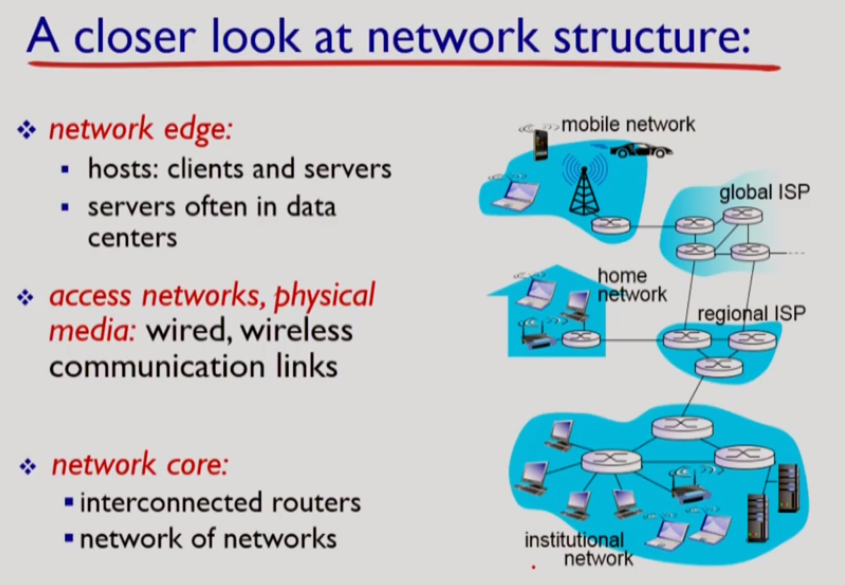 A closer look at network structure:
❖ network edge:
▪ hosts: clients and servers
▪ servers often in data
centers
❖ access networks, physical
media: wired, wireless
communication links
❖ network core:
▪ interconnected routers
▪ network of networks
mobile network
global ISP
home
network
regional ISP
institutional
network